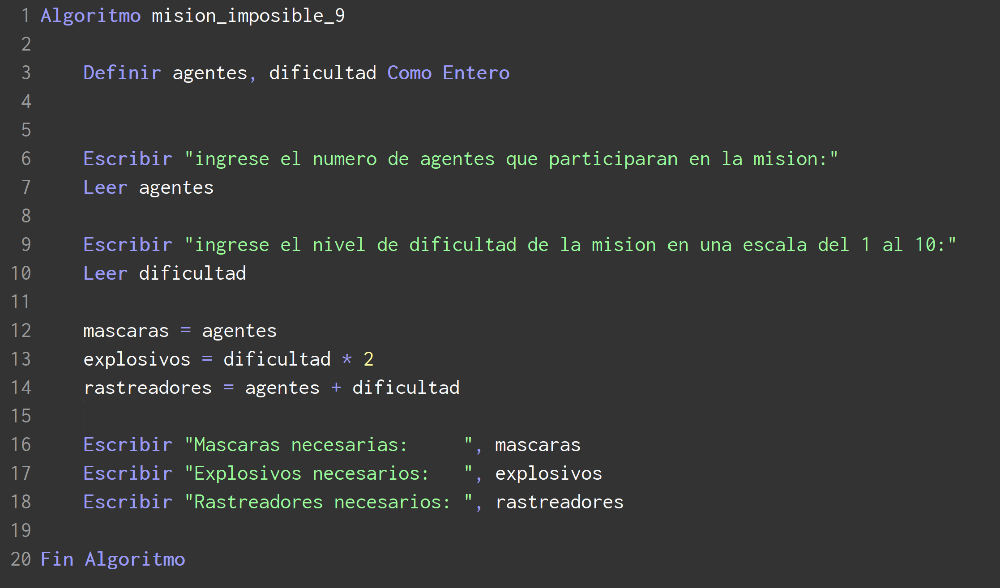 1 Algoritmo mision_imposible_9
2
3     Definir agentes, dificultad Como Entero
4
5
6     Escribir "ingrese el numero de agentes que participaran en la mision:"
7     Leer agentes
8
9     Escribir "ingrese el nivel de dificultad de la mision en una escala del 1 al 10:"
10     Leer dificultad
11
12     mascaras = agentes
13     explosivos = dificultad * 2
14     rastreadores = agentes + dificultad
15
16     Escribir "Mascaras necesarias:     ", mascaras
17     Escribir "Explosivos necesarios:   ", explosivos
18     Escribir "Rastreadores necesarios: ", rastreadores
19
20 Fin Algoritmo